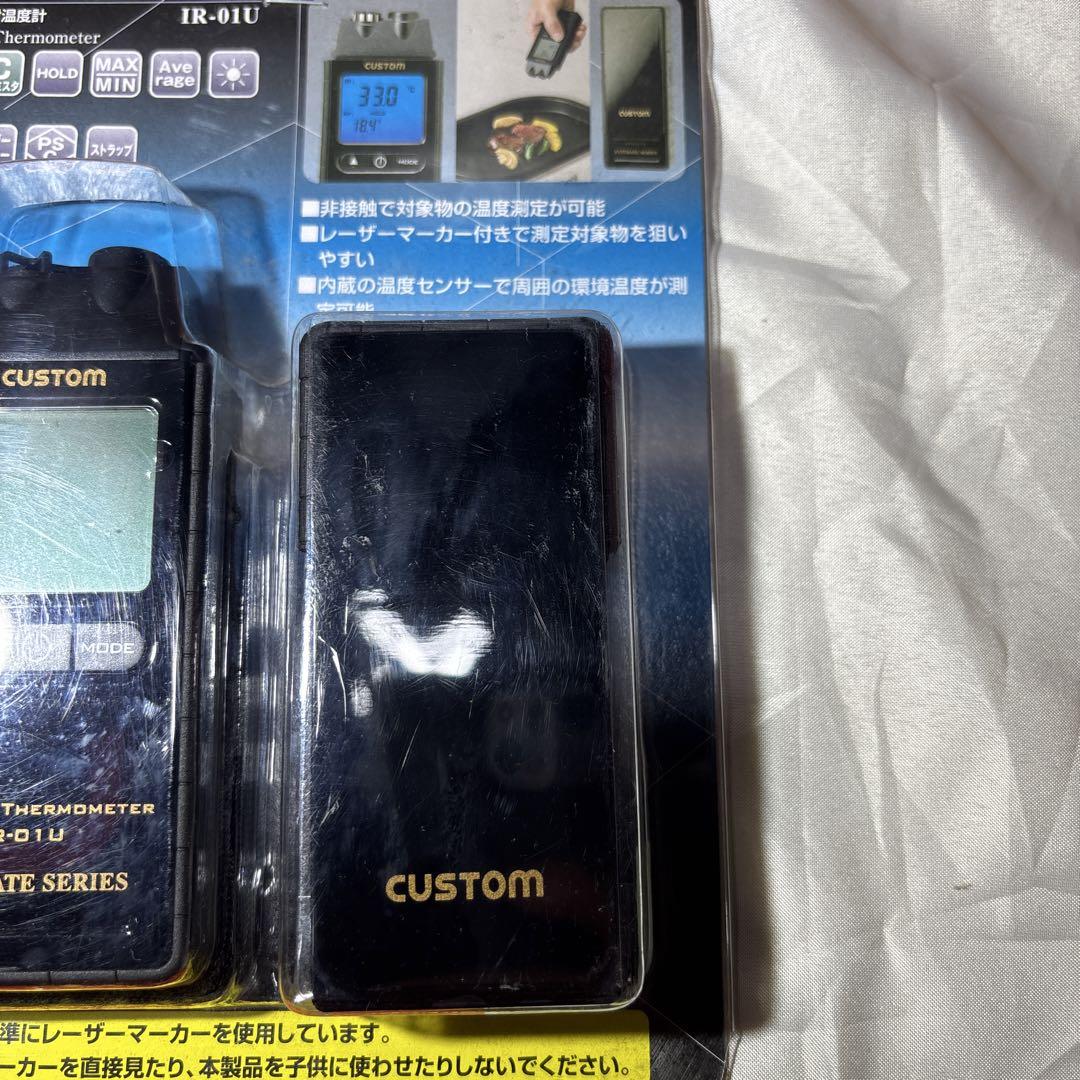 温度計
IR-01U
Thermometer
C
HOLD
MAX
MIN
Ave
rage
PS
C
ストラップ
CUSTOM
33.0 ℃
18.4
MODE
CUSTOM
■非接触で対象物の温度測定が可能
■レーザーマーカー付きで測定対象物を狙い
やすい
■内蔵の温度センサーで周囲の環境温度が測
定可能
CUSTOM
MODE
THERMOMETER
R-01U
ATE SERIES
CUSTOM
準にレーザーマーカーを使用しています。
ーカーを直接見たり、本製品を子供に使わせたりしないでください。